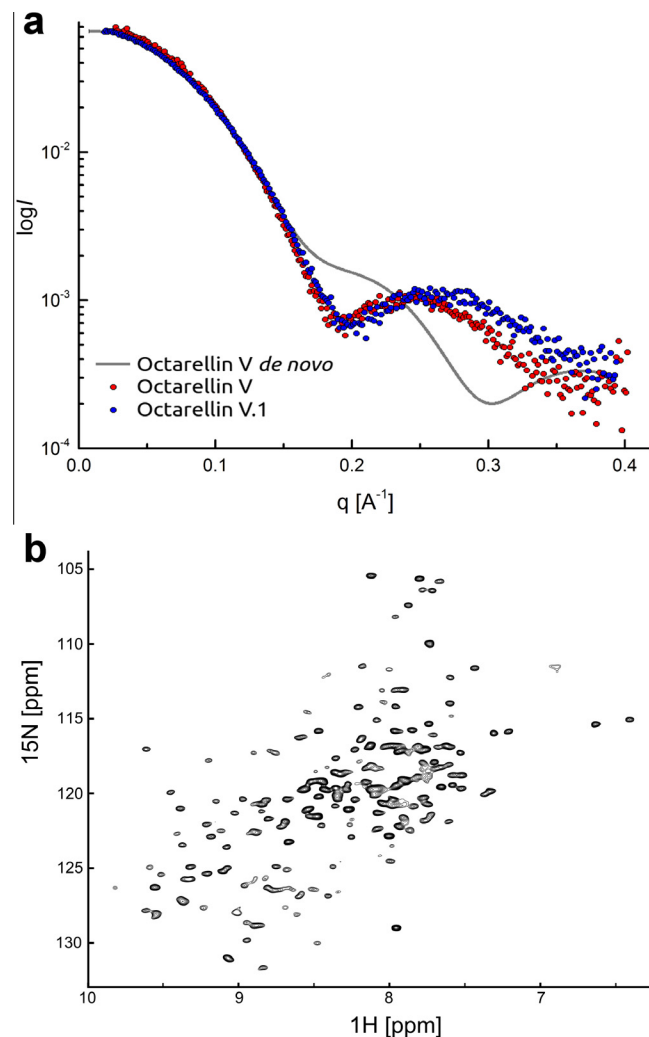 a
10⁻²
logI
10⁻³
Octarellin V de novo
Octarellin V
Octarellin V.1
10⁻⁴
0.0 0.1 0.2 0.3 0.4
q [A⁻¹]
b
105
110
115
15N [ppm]
120
125
130
10 9 8 7
1H [ppm]